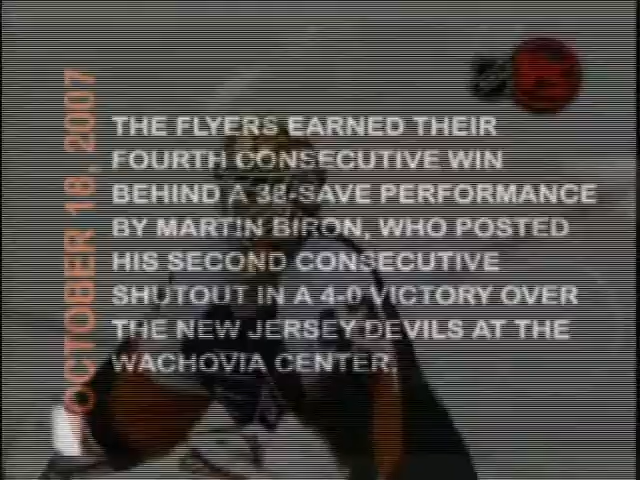 OCTOBER 18, 2007
THE FLYERS EARNED THEIR
FOURTH CONSECUTIVE WIN
BEHIND A 38-SAVE PERFORMANCE
BY MARTIN BIRON, WHO POSTED
HIS SECOND CONSECUTIVE
SHUTOUT IN A 4-0 VICTORY OVER
THE NEW JERSEY DEVILS AT THE
WACHOVIA CENTER.